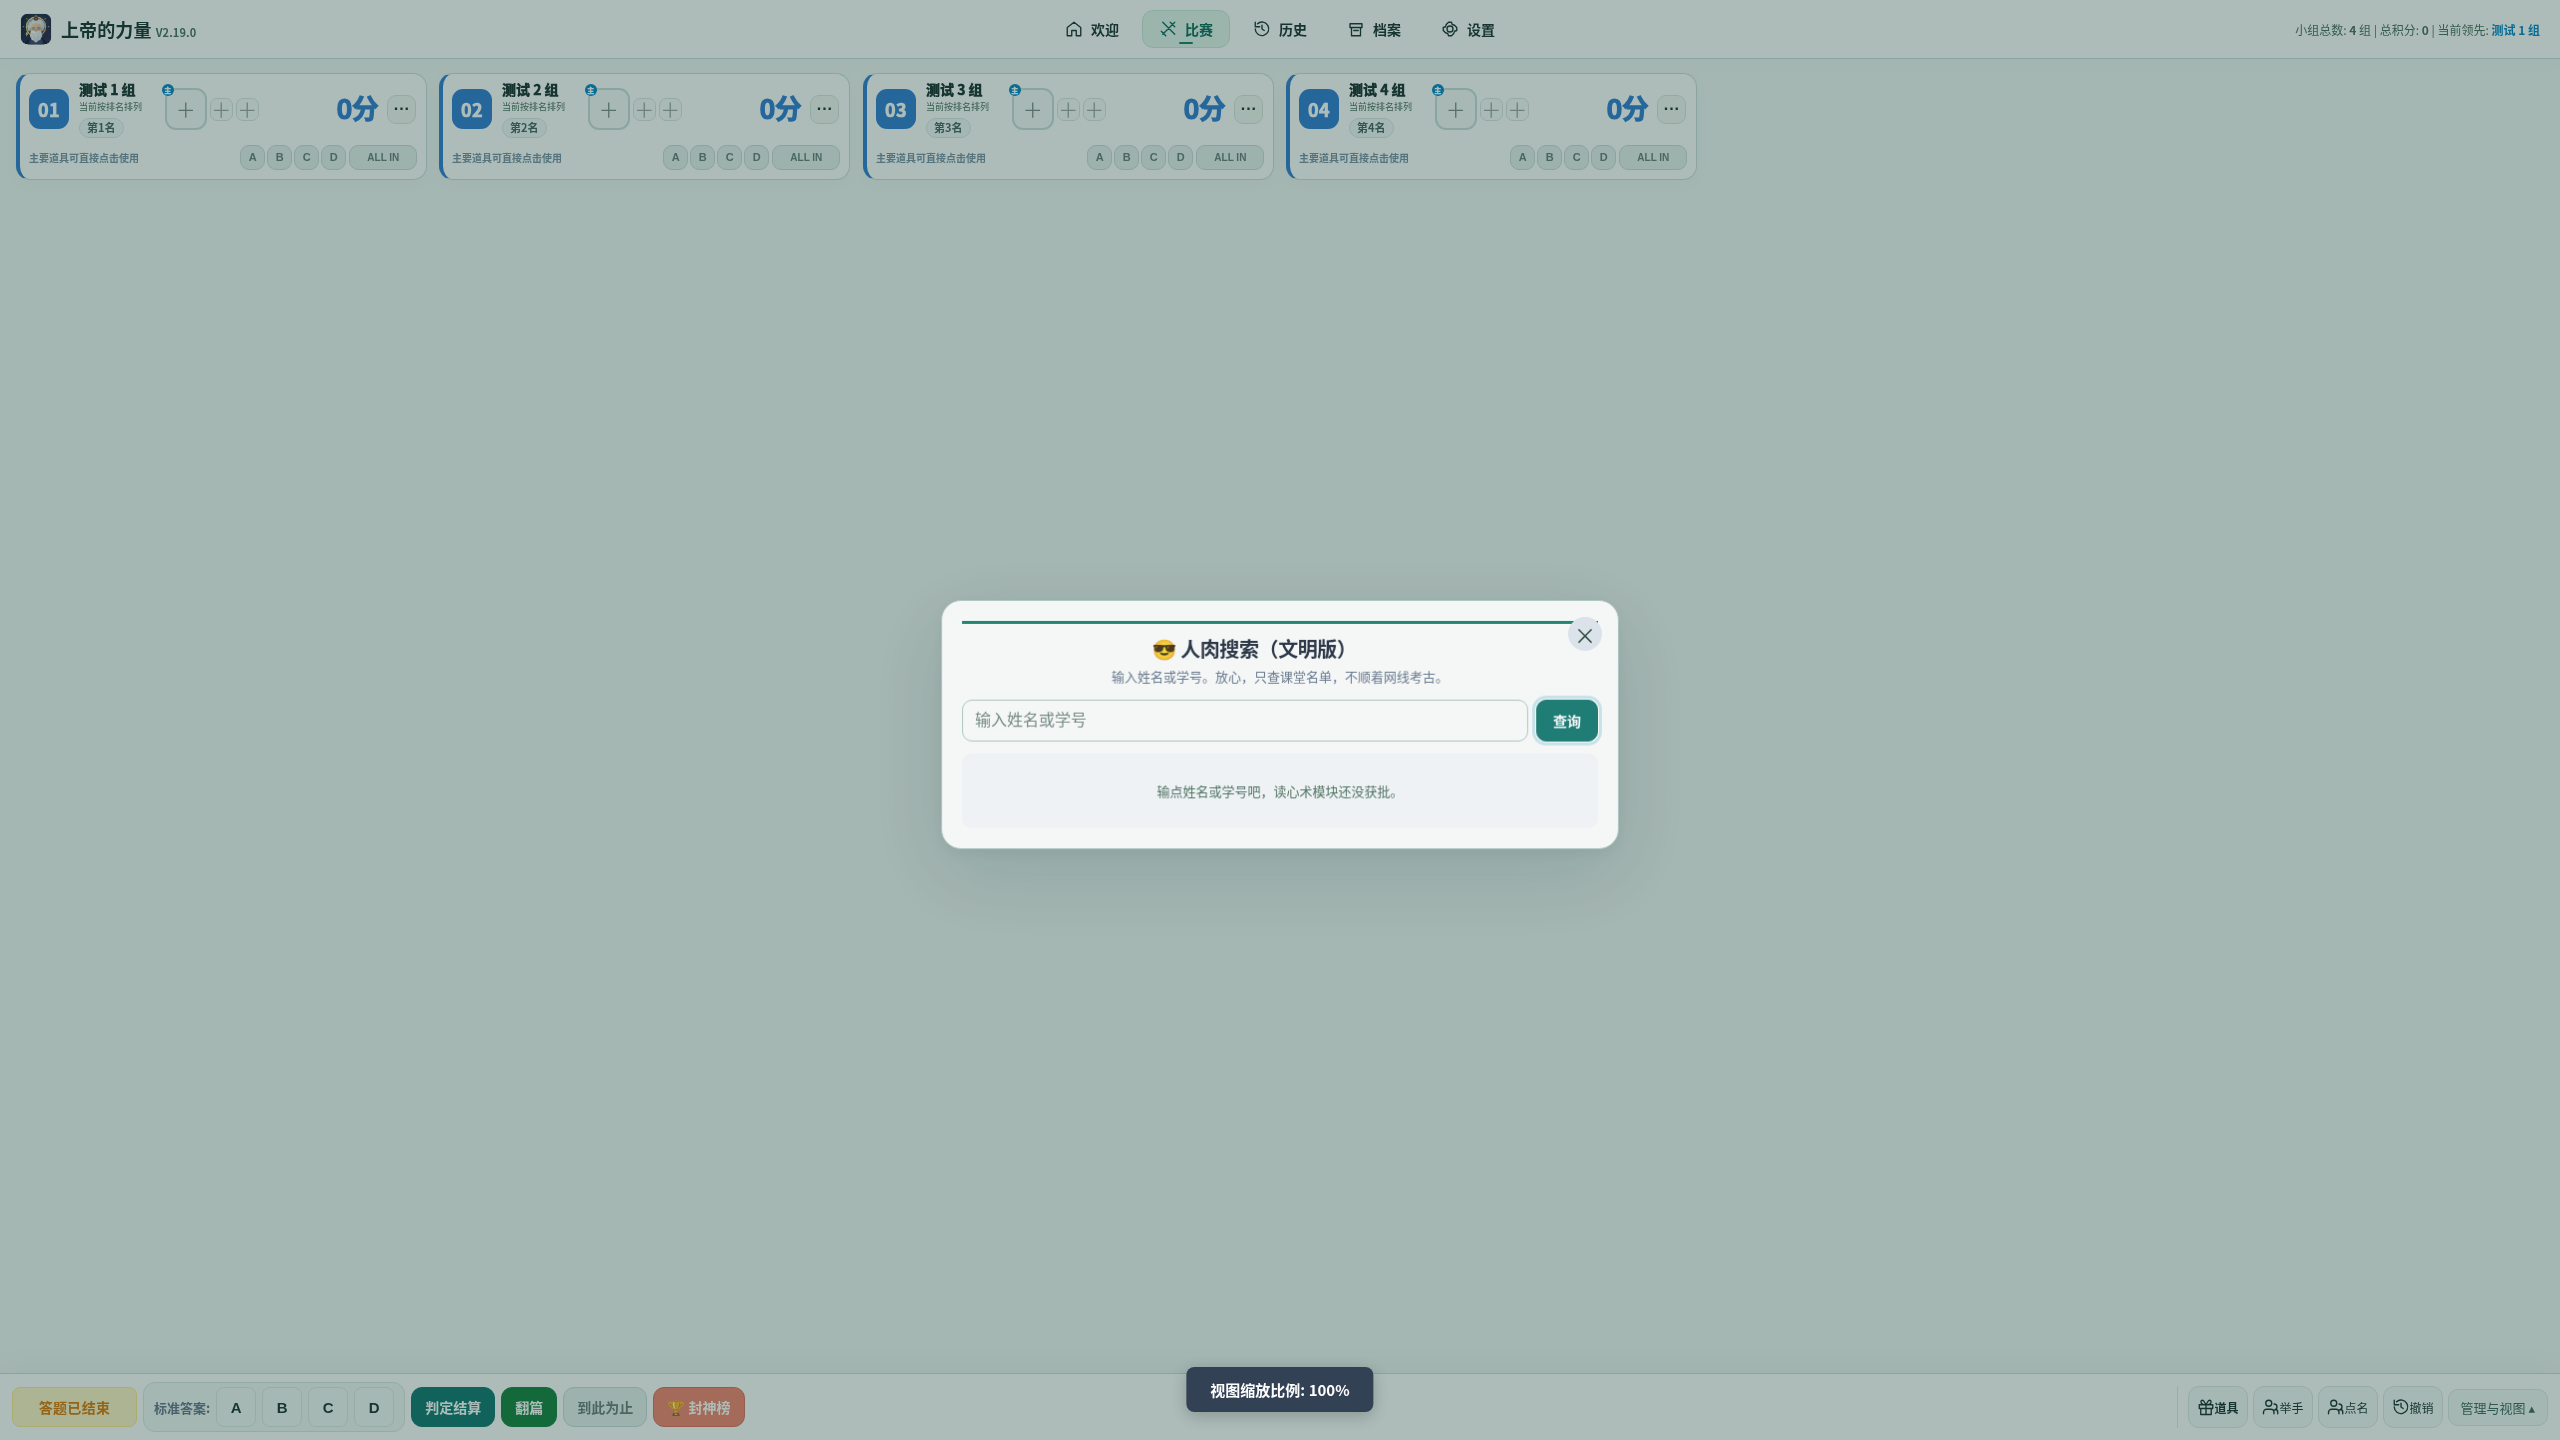 上帝的力量 V2.19.0
欢迎
比赛
历史
档案
设置
小组总数: 4 组 | 总积分: 0 | 当前领先: 测试 1 组
01
测试 1 组
当前按排名排列
第1名
主
0分
...
主要道具可直接点击使用
A B C D ALL IN
02
测试 2 组
当前按排名排列
第2名
主
0分
...
主要道具可直接点击使用
A B C D ALL IN
03
测试 3 组
当前按排名排列
第3名
主
0分
...
主要道具可直接点击使用
A B C D ALL IN
04
测试 4 组
当前按排名排列
第4名
主
0分
...
主要道具可直接点击使用
A B C D ALL IN
😎 人肉搜索（文明版）
输入姓名或学号。放心，只查课堂名单，不顺着网线考古。
输入姓名或学号
查询
输点姓名或学号吧，读心术模块还没获批。
视图缩放比例: 100%
答题已结束
标准答案: A B C D
判定结算
翻篇
到此为止
🏆 封神榜
道具
举手
点名
撤销
管理与视图 ▴